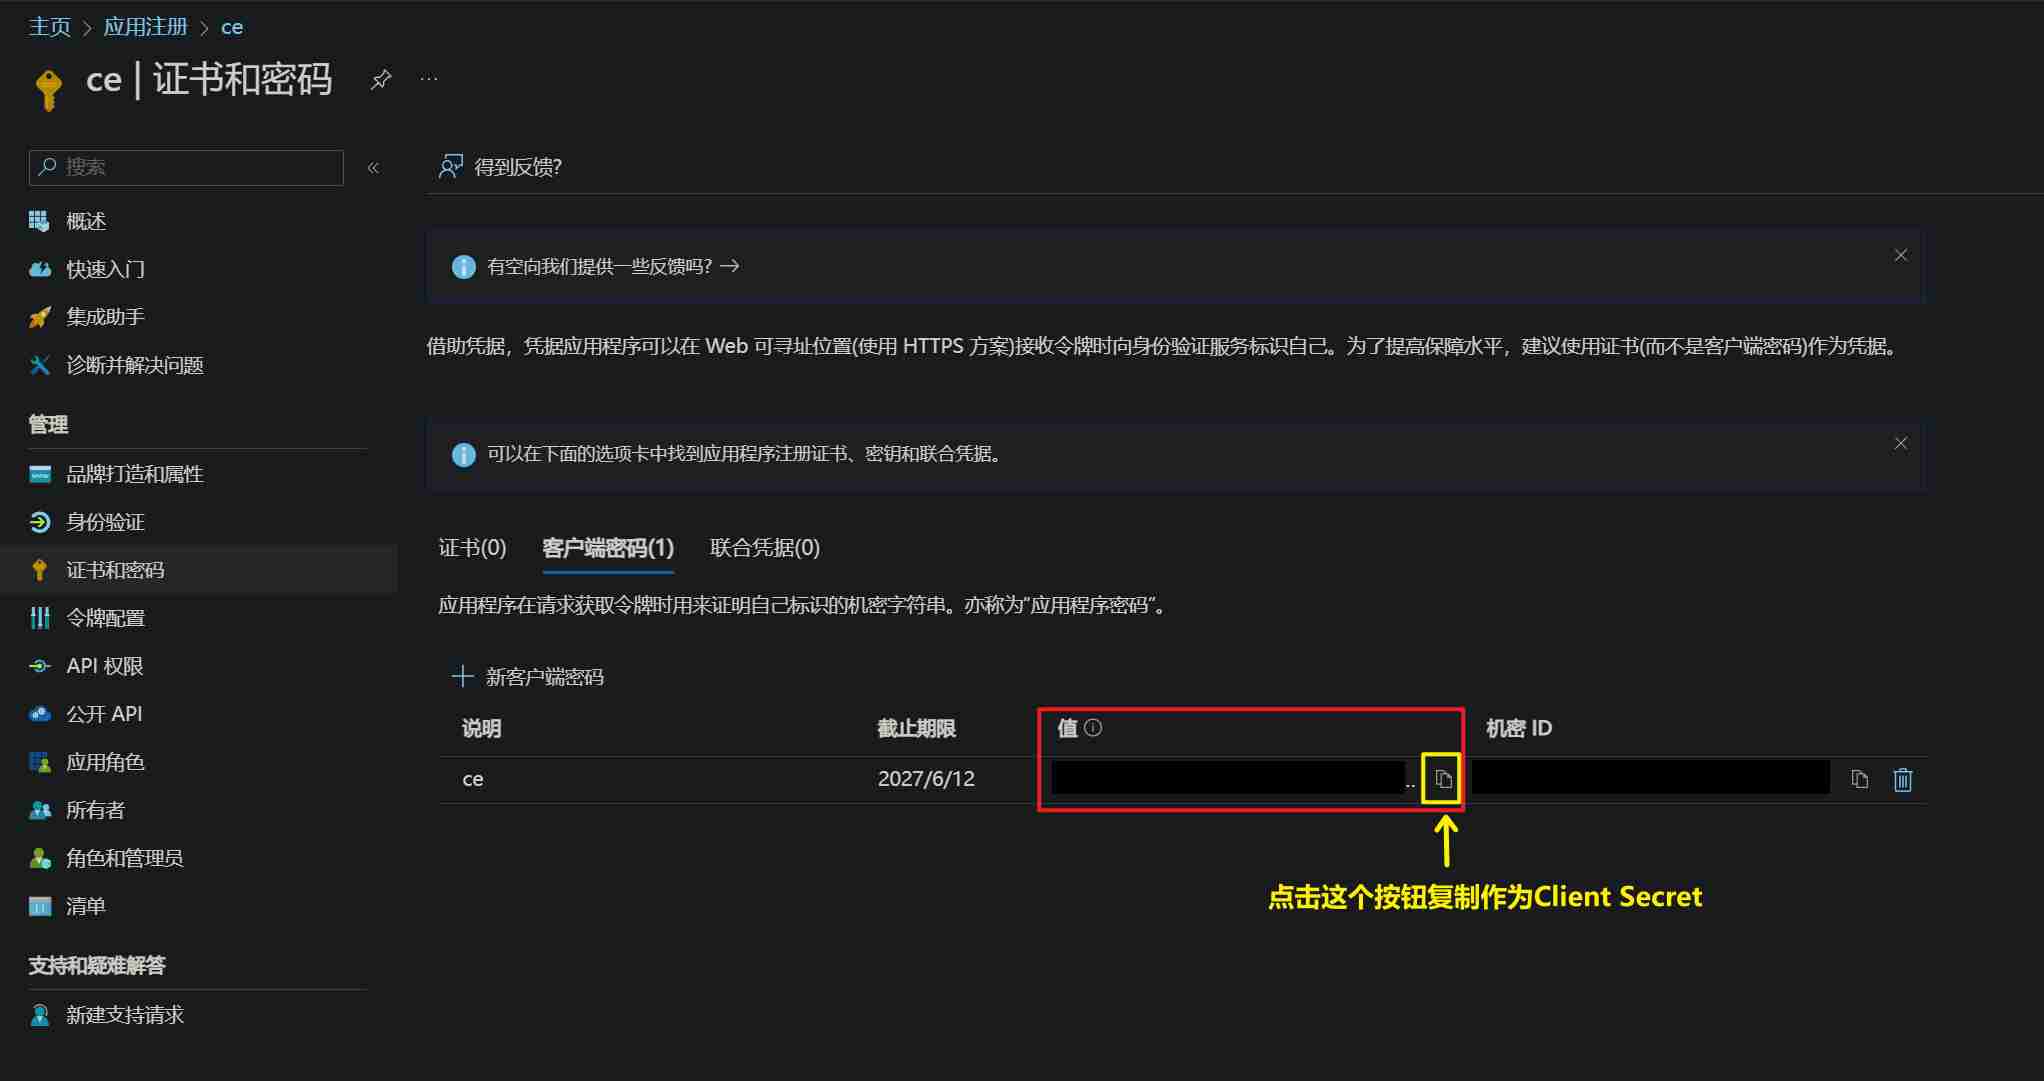 主页 > 应用注册 > ce
ce | 证书和密码
搜索
得到反馈?
概述
快速入门
集成助手
诊断并解决问题
管理
品牌打造和属性
身份验证
证书和密码
令牌配置
API 权限
公开 API
应用角色
所有者
角色和管理员
清单
支持和疑难解答
新建支持请求
有空向我们提供一些反馈吗? →
借助凭据，凭据应用程序可以在 Web 可寻址位置(使用 HTTPS 方案)接收令牌时向身份验证服务标识自己。为了提高保障水平，建议使用证书(而不是客户端密码)作为凭据。
可以在下面的选项卡中找到应用程序注册证书、密钥和联合凭据。
证书(0) 客户端密码(1) 联合凭据(0)
应用程序在请求获取令牌时用来证明自己标识的机密字符串。亦称为"应用程序密码"。
新客户端密码
说明 截止期限 值 机密 ID
ce 2027/6/12 ..
点击这个按钮复制作为Client Secret